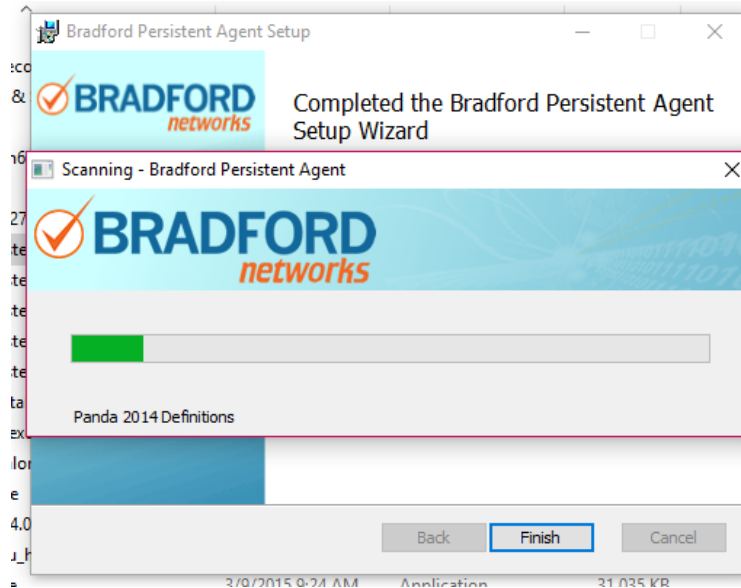 Bradford Persistent Agent Setup
BRADFORD
networks
Completed the Bradford Persistent Agent
Setup Wizard
Scanning - Bradford Persistent Agent
BRADFORD
networks
Panda 2014 Definitions
Back
Finish
Cancel
3/9/2015 9:24 AM
Application
31,035 KB